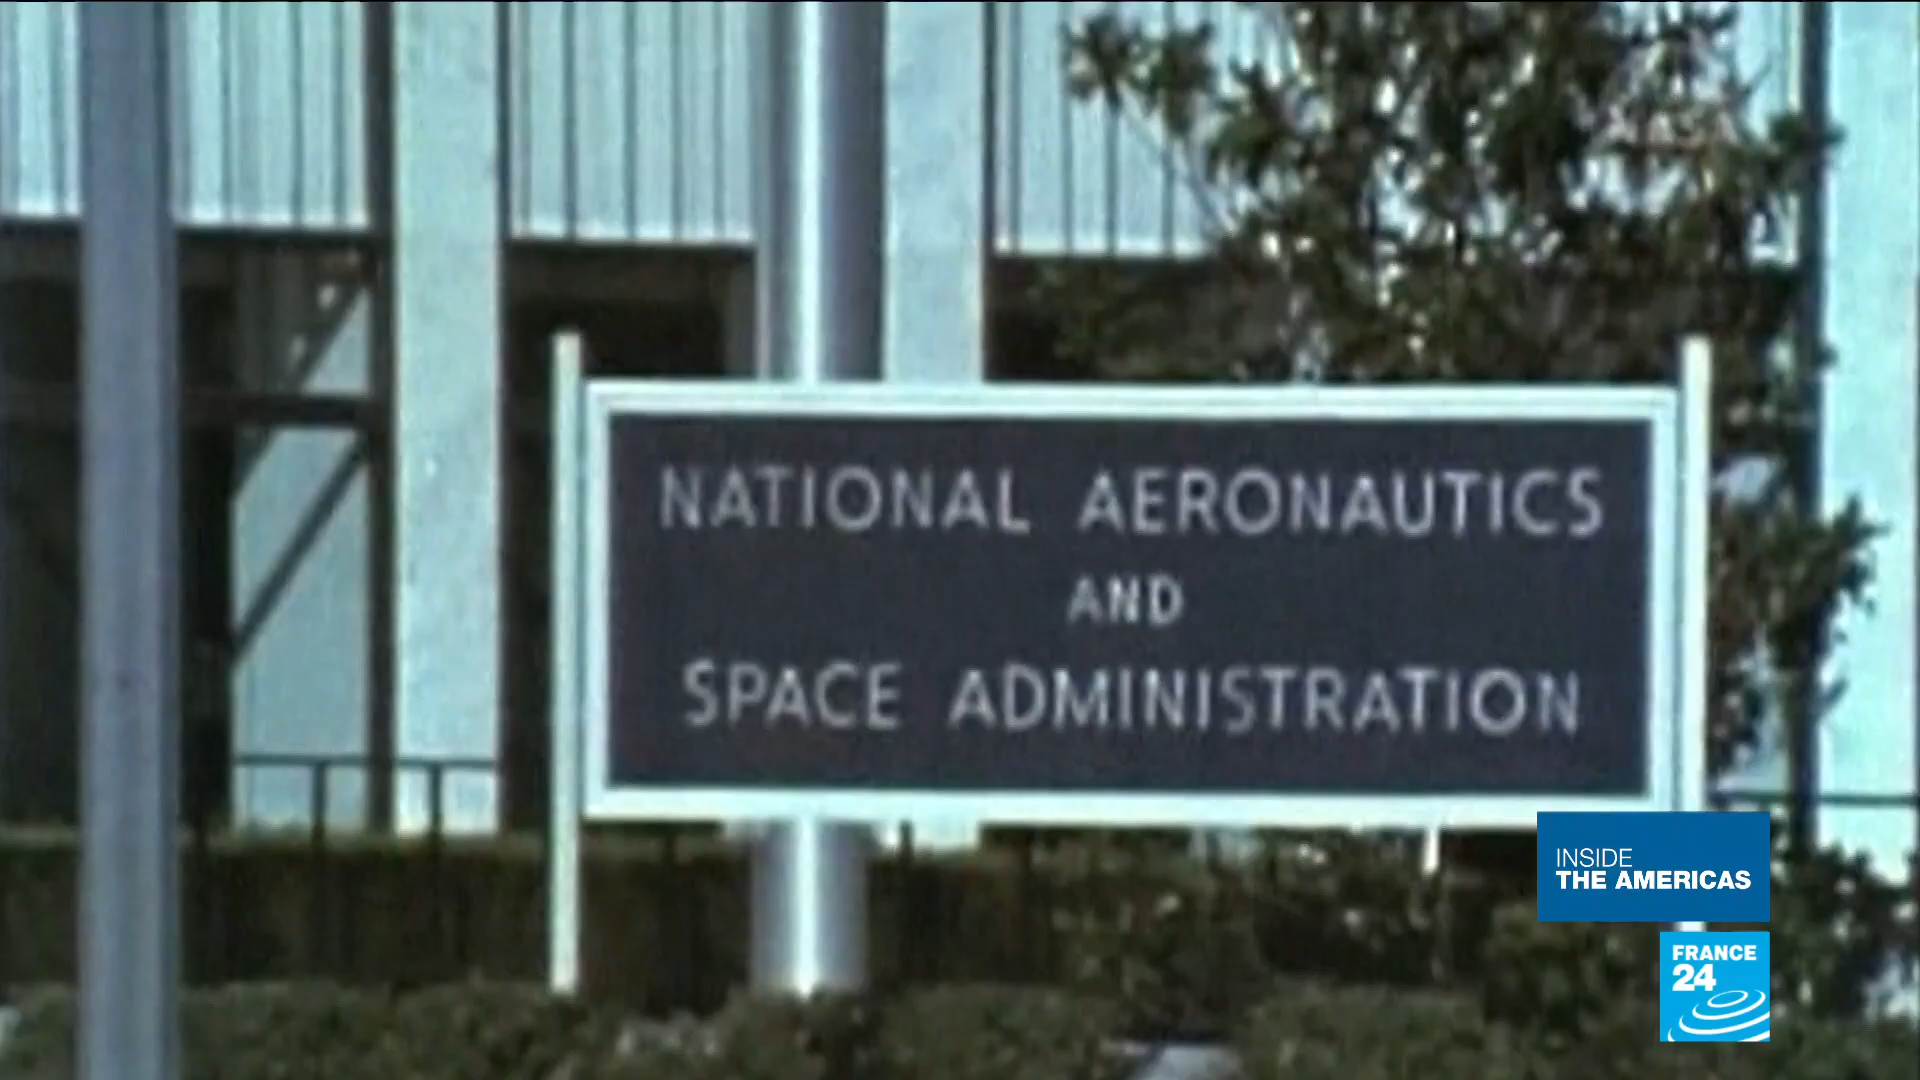 NATIONAL AERONAUTICS
AND
SPACE ADMINISTRATION
INSIDE
THE AMERICAS
FRANCE
24